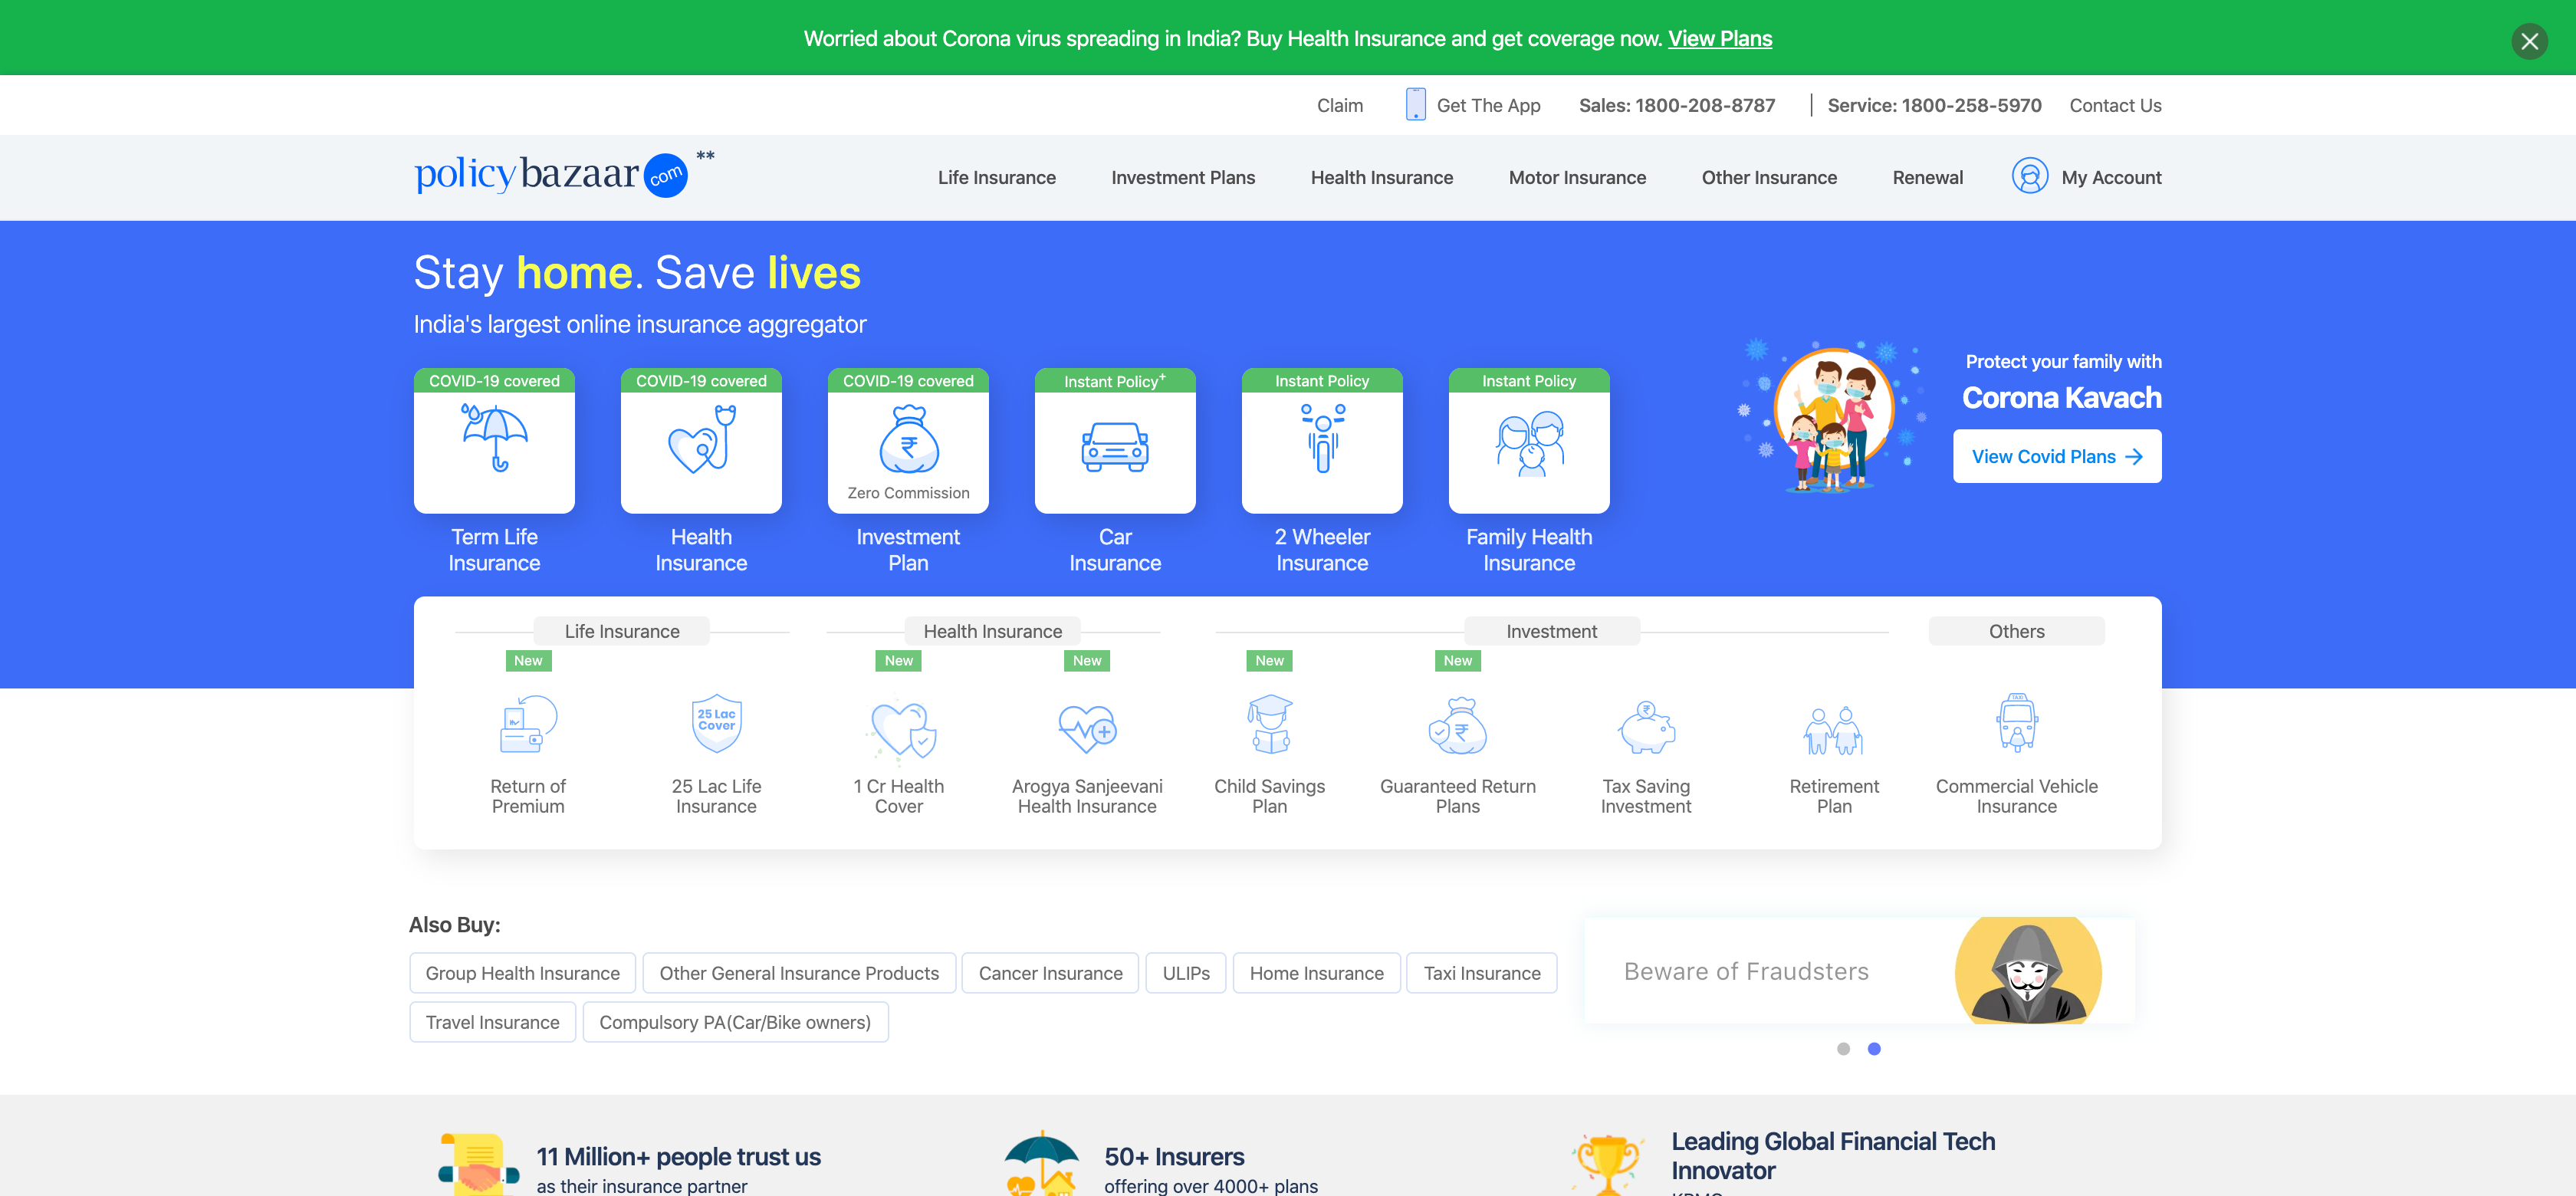 Worried about Corona virus spreading in India? Buy Health Insurance and get coverage now. View Plans
Claim Get The App Sales: 1800-208-8787 | Service: 1800-258-5970 Contact Us
policybazaar.com **
Life Insurance Investment Plans Health Insurance Motor Insurance Other Insurance Renewal My Account
Stay home. Save lives
India's largest online insurance aggregator
COVID-19 covered
Term Life
Insurance
COVID-19 covered
Health
Insurance
COVID-19 covered
₹
Zero Commission
Investment
Plan
Instant Policy+
Car
Insurance
Instant Policy
2 Wheeler
Insurance
Instant Policy
Family Health
Insurance
Protect your family with
Corona Kavach
View Covid Plans
Life Insurance
New
Return of
Premium
25 Lac
Cover
25 Lac Life
Insurance
Health Insurance
New
1 Cr Health
Cover
New
Arogya Sanjeevani
Health Insurance
Investment
New
Child Savings
Plan
New
₹
Guaranteed Return
Plans
₹
Tax Saving
Investment
Retirement
Plan
Others
TAXI
Commercial Vehicle
Insurance
Also Buy:
Group Health Insurance Other General Insurance Products Cancer Insurance ULIPs Home Insurance Taxi Insurance
Travel Insurance Compulsory PA(Car/Bike owners)
Beware of Fraudsters
11 Million+ people trust us
as their insurance partner
50+ Insurers
offering over 4000+ plans
Leading Global Financial Tech
Innovator